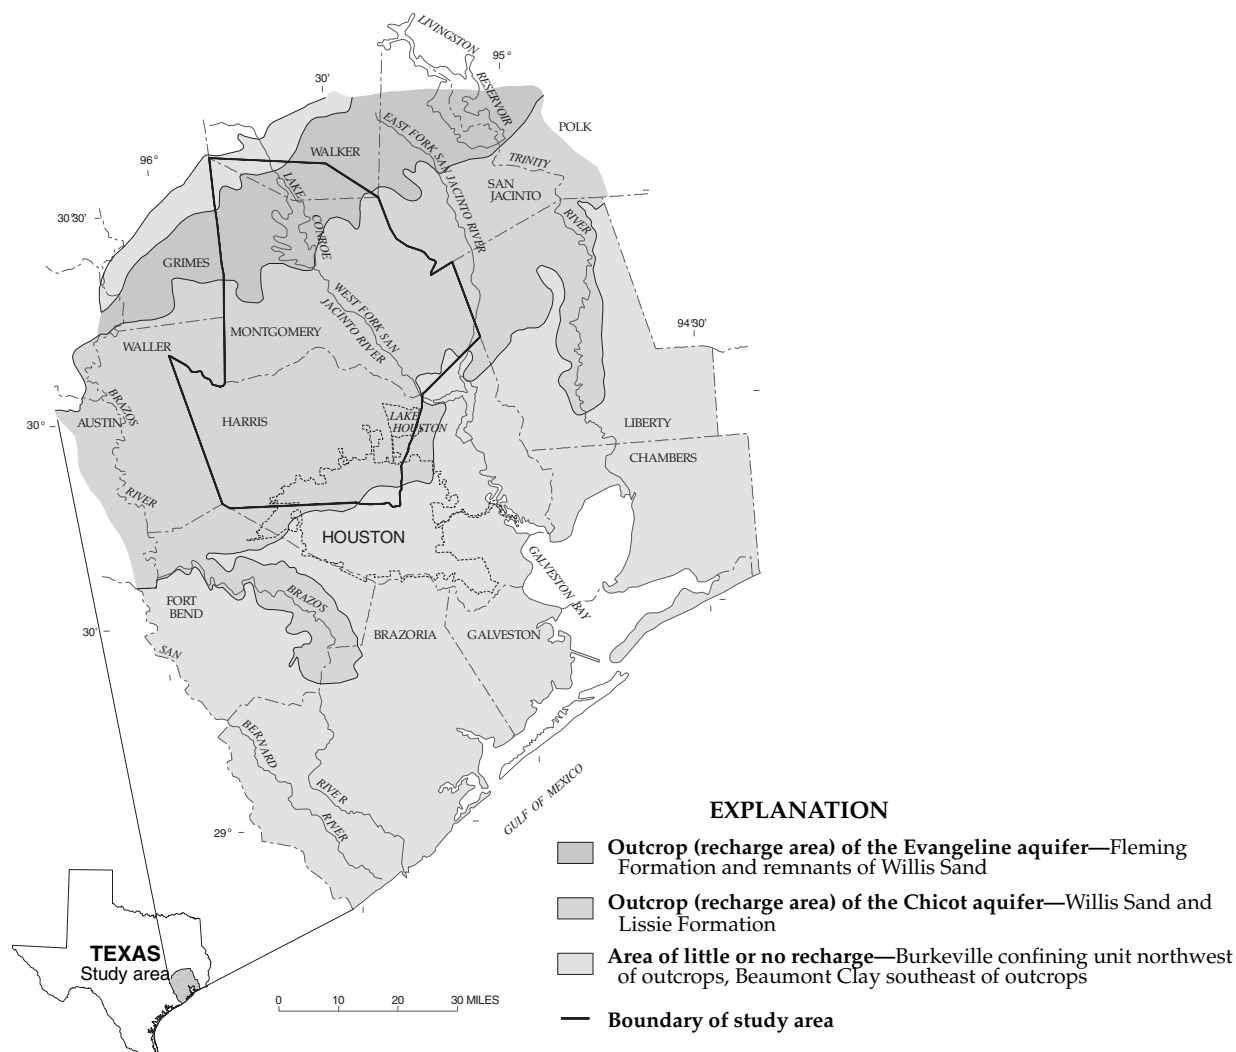 LIVINGSTON
RESERVOIR
95°
30'
POLK
EAST FORK SAN JACINTO RIVER
WALKER
TRINITY
RIVER
96°
SAN
JACINTO
LAKE
CONROE
30°30'
GRIMES
WEST FORK SAN
JACINTO RIVER
94°30'
MONTGOMERY
WALLER
BRAZOS
RIVER
LAKE
HOUSTON
30°
AUSTIN
HARRIS
LIBERTY
CHAMBERS
HOUSTON
GALVESTON BAY
FORT
BEND
BRAZOS
30'
BRAZORIA
GALVESTON
SAN
BERNARD
RIVER
RIVER
GULF OF MEXICO
29°
EXPLANATION
Outcrop (recharge area) of the Evangeline aquifer—Fleming
Formation and remnants of Willis Sand
Outcrop (recharge area) of the Chicot aquifer—Willis Sand and
Lissie Formation
Area of little or no recharge—Burkeville confining unit northwest
of outcrops, Beaumont Clay southeast of outcrops
Boundary of study area
TEXAS
Study area
0 10 20 30 MILES